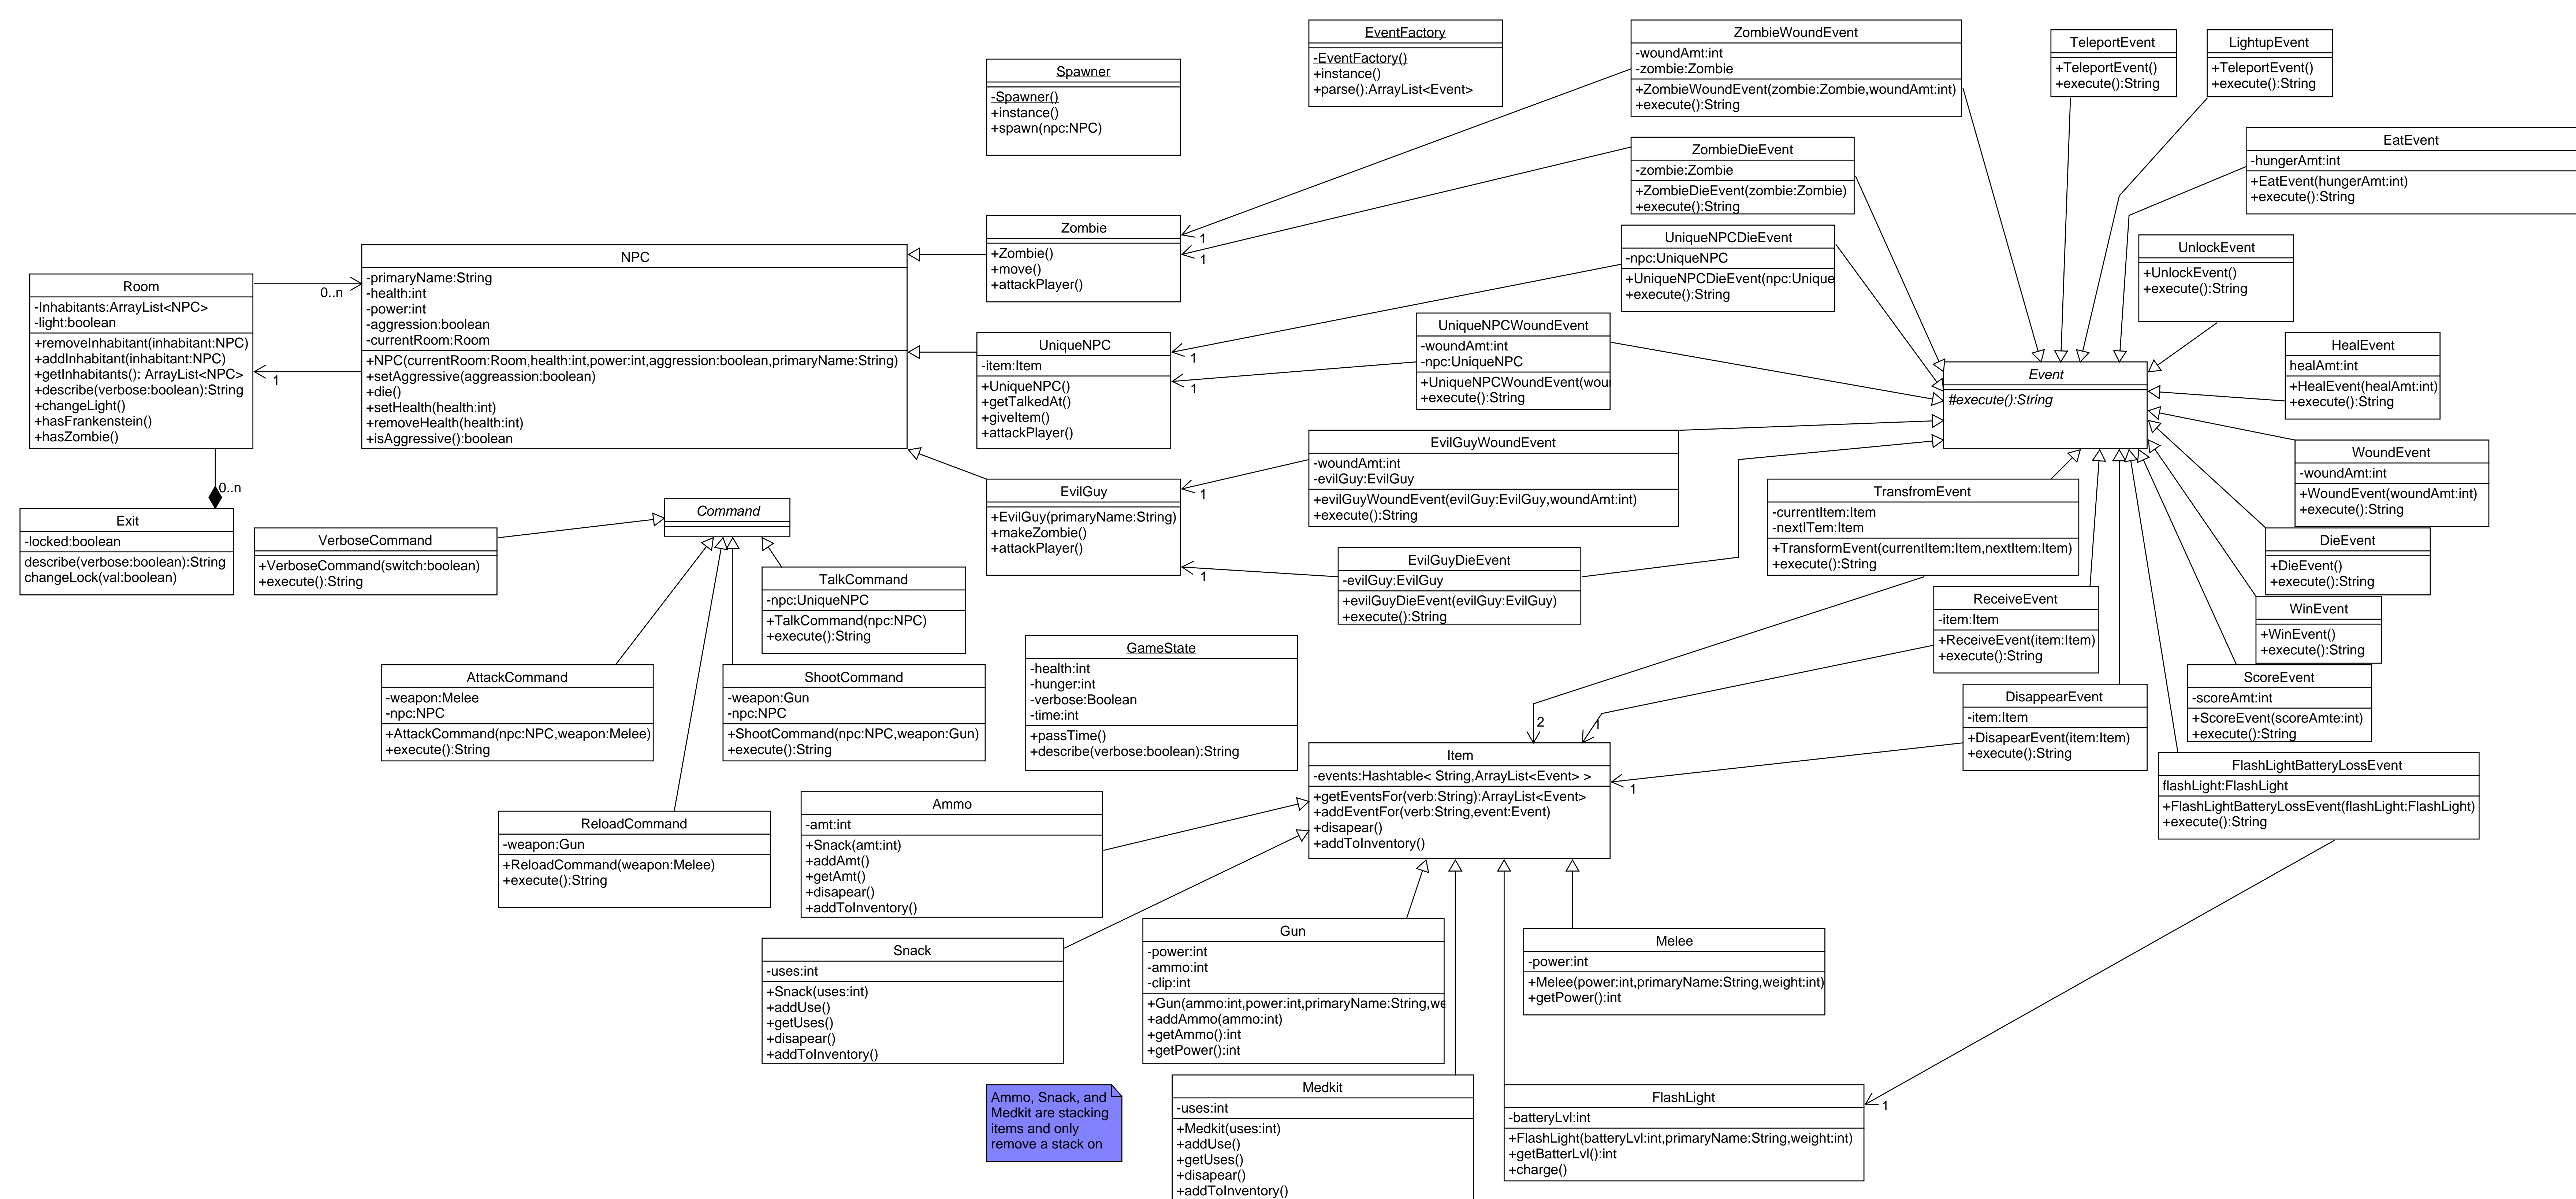 EventFactory
-EventFactory()
+instance()
+parse():ArrayList<Event>
ZombieWoundEvent
-woundAmt:int
-zombie:Zombie
+ZombieWoundEvent(zombie:Zombie,woundAmt:int)
+execute():String
TeleportEvent
+TeleportEvent()
+execute():String
LightupEvent
+TeleportEvent()
+execute():String
Spawner
-Spawner()
+instance()
+spawn(npc:NPC)
ZombieDieEvent
-zombie:Zombie
+ZombieDieEvent(zombie:Zombie)
+execute():String
EatEvent
-hungerAmt:int
+EatEvent(hungerAmt:int)
+execute():String
Zombie
+Zombie()
+move()
+attackPlayer()
1
1
UniqueNPCDieEvent
-npc:UniqueNPC
+UniqueNPCDieEvent(npc:Unique
+execute():String
UnlockEvent
+UnlockEvent()
+execute():String
Room
-Inhabitants:ArrayList<NPC>
-light:boolean
+removeInhabitant(inhabitant:NPC)
+addInhabitant(inhabitant:NPC)
+getInhabitants(): ArrayList<NPC>
+describe(verbose:boolean):String
+changeLight()
+hasFrankenstein()
+hasZombie()
0..n
1
NPC
-primaryName:String
-health:int
-power:int
-aggression:boolean
-currentRoom:Room
+NPC(currentRoom:Room,health:int,power:int,aggression:boolean,primaryName:String)
+setAggressive(aggreassion:boolean)
+die()
+setHealth(health:int)
+removeHealth(health:int)
+isAggressive():boolean
UniqueNPC
-item:Item
+UniqueNPC()
+getTalkedAt()
+giveItem()
+attackPlayer()
1
1
UniqueNPCWoundEvent
-woundAmt:int
-npc:UniqueNPC
+UniqueNPCWoundEvent(wou
+execute():String
Event
#execute():String
HealEvent
healAmt:int
+HealEvent(healAmt:int)
+execute():String
EvilGuyWoundEvent
-woundAmt:int
-evilGuy:EvilGuy
+evilGuyWoundEvent(evilGuy:EvilGuy,woundAmt:int)
+execute():String
WoundEvent
-woundAmt:int
+WoundEvent(woundAmt:int)
+execute():String
0..n
Exit
-locked:boolean
describe(verbose:boolean):String
changeLock(val:boolean)
VerboseCommand
+VerboseCommand(switch:boolean)
+execute():String
Command
EvilGuy
+EvilGuy(primaryName:String)
+makeZombie()
+attackPlayer()
1
1
TransfromEvent
-currentItem:Item
-nextITem:Item
+TransformEvent(currentItem:Item,nextItem:Item)
+execute():String
DieEvent
+DieEvent()
+execute():String
EvilGuyDieEvent
-evilGuy:EvilGuy
+evilGuyDieEvent(evilGuy:EvilGuy)
+execute():String
TalkCommand
-npc:UniqueNPC
+TalkCommand(npc:NPC)
+execute():String
ReceiveEvent
-item:Item
+ReceiveEvent(item:Item)
+execute():String
WinEvent
+WinEvent()
+execute():String
GameState
-health:int
-hunger:int
-verbose:Boolean
-time:int
+passTime()
+describe(verbose:boolean):String
AttackCommand
-weapon:Melee
-npc:NPC
+AttackCommand(npc:NPC,weapon:Melee)
+execute():String
ShootCommand
-weapon:Gun
-npc:NPC
+ShootCommand(npc:NPC,weapon:Gun)
+execute():String
ScoreEvent
-scoreAmt:int
+ScoreEvent(scoreAmte:int)
+execute():String
DisappearEvent
-item:Item
+DisapearEvent(item:Item)
+execute():String
2
1
1
Item
-events:Hashtable< String,ArrayList<Event> >
+getEventsFor(verb:String):ArrayList<Event>
+addEventFor(verb:String,event:Event)
+disapear()
+addToInventory()
FlashLightBatteryLossEvent
flashLight:FlashLight
+FlashLightBatteryLossEvent(flashLight:FlashLight)
+execute():String
Ammo
-amt:int
+Snack(amt:int)
+addAmt()
+getAmt()
+disapear()
+addToInventory()
ReloadCommand
-weapon:Gun
+ReloadCommand(weapon:Melee)
+execute():String
Snack
-uses:int
+Snack(uses:int)
+addUse()
+getUses()
+disapear()
+addToInventory()
Gun
-power:int
-ammo:int
-clip:int
+Gun(ammo:int,power:int,primaryName:String,we
+addAmmo(ammo:int)
+getAmmo():int
+getPower():int
Melee
-power:int
+Melee(power:int,primaryName:String,weight:int)
+getPower():int
Ammo, Snack, and
Medkit are stacking
items and only
remove a stack on
Medkit
-uses:int
+Medkit(uses:int)
+addUse()
+getUses()
+disapear()
+addToInventory()
FlashLight
-batteryLvl:int
+FlashLight(batteryLvl:int,primaryName:String,weight:int)
+getBatterLvl():int
+charge()
1